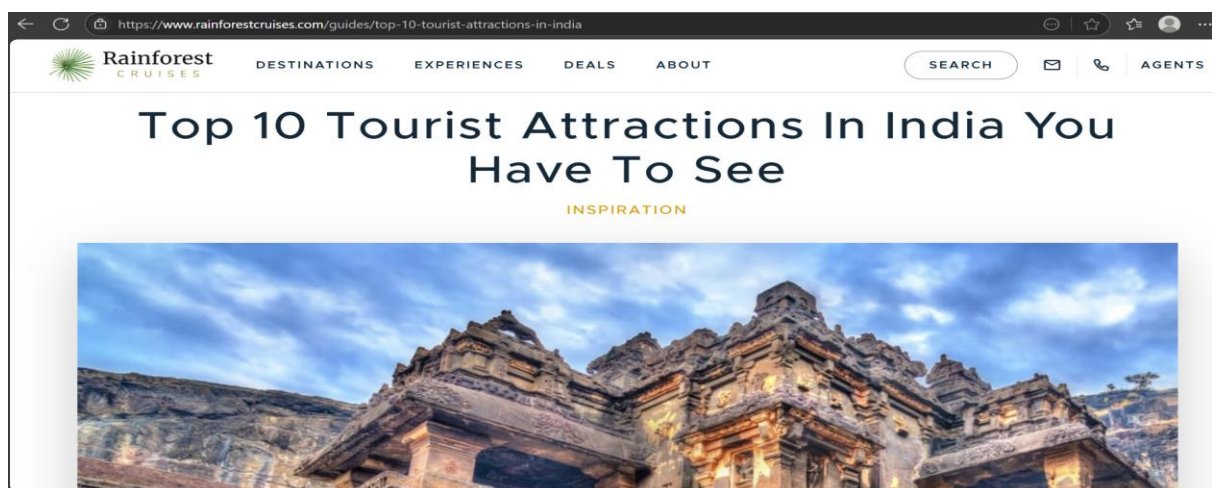 https://www.rainforestcruises.com/guides/top-10-tourist-attractions-in-india
Rainforest
CRUISES
DESTINATIONS EXPERIENCES DEALS ABOUT SEARCH AGENTS
Top 10 Tourist Attractions In India You
Have To See
INSPIRATION